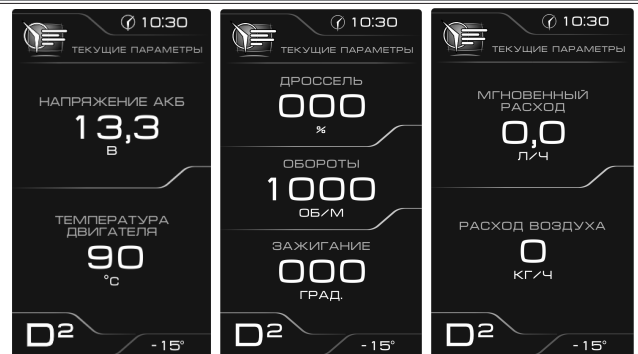 10:30
ТЕКУЩИЕ ПАРАМЕТРЫ
НАПРЯЖЕНИЕ АКБ
13,3
В
ТЕМПЕРАТУРА
ДВИГАТЕЛЯ
90
°C
D²
-15°
10:30
ТЕКУЩИЕ ПАРАМЕТРЫ
ДРОССЕЛЬ
000
%
ОБОРОТЫ
1000
ОБ/М
ЗАЖИГАНИЕ
000
ГРАД.
D²
-15°
10:30
ТЕКУЩИЕ ПАРАМЕТРЫ
МГНОВЕННЫЙ
РАСХОД
0,0
Л/Ч
РАСХОД ВОЗДУХА
0
КГ/Ч
D²
-15°